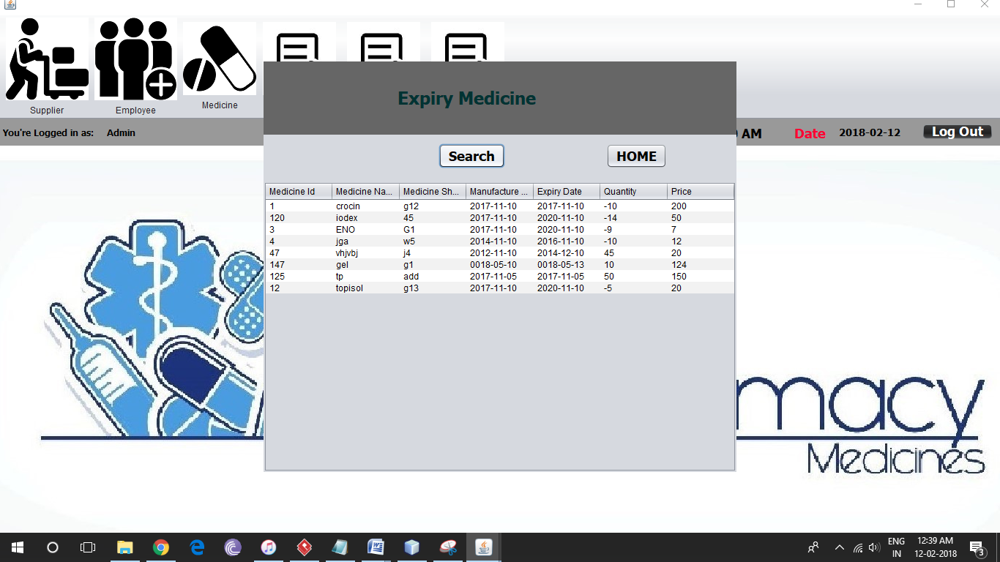 Supplier
Employee
Medicine
Expiry Medicine
You're Logged in as: Admin
AM Date 2018-02-12 Log Out
Search HOME
Medicine Id Medicine Na... Medicine Sh... Manufacture ... Expiry Date Quantity Price
1 crocin g12 2017-11-10 2017-11-10 -10 200
120 iodex 45 2017-11-10 2020-11-10 -14 50
3 ENO G1 2017-11-10 2020-11-10 -9 7
4 jga w5 2014-11-10 2016-11-10 -10 12
47 vhjvbj j4 2012-11-10 2014-12-10 45 20
147 gel g1 0018-05-10 0018-05-13 10 124
125 tp add 2017-11-05 2017-11-05 50 150
12 topisol g13 2017-11-10 2020-11-10 -5 20
macy
Medicines
ENG
IN
12:39 AM
12-02-2018
3